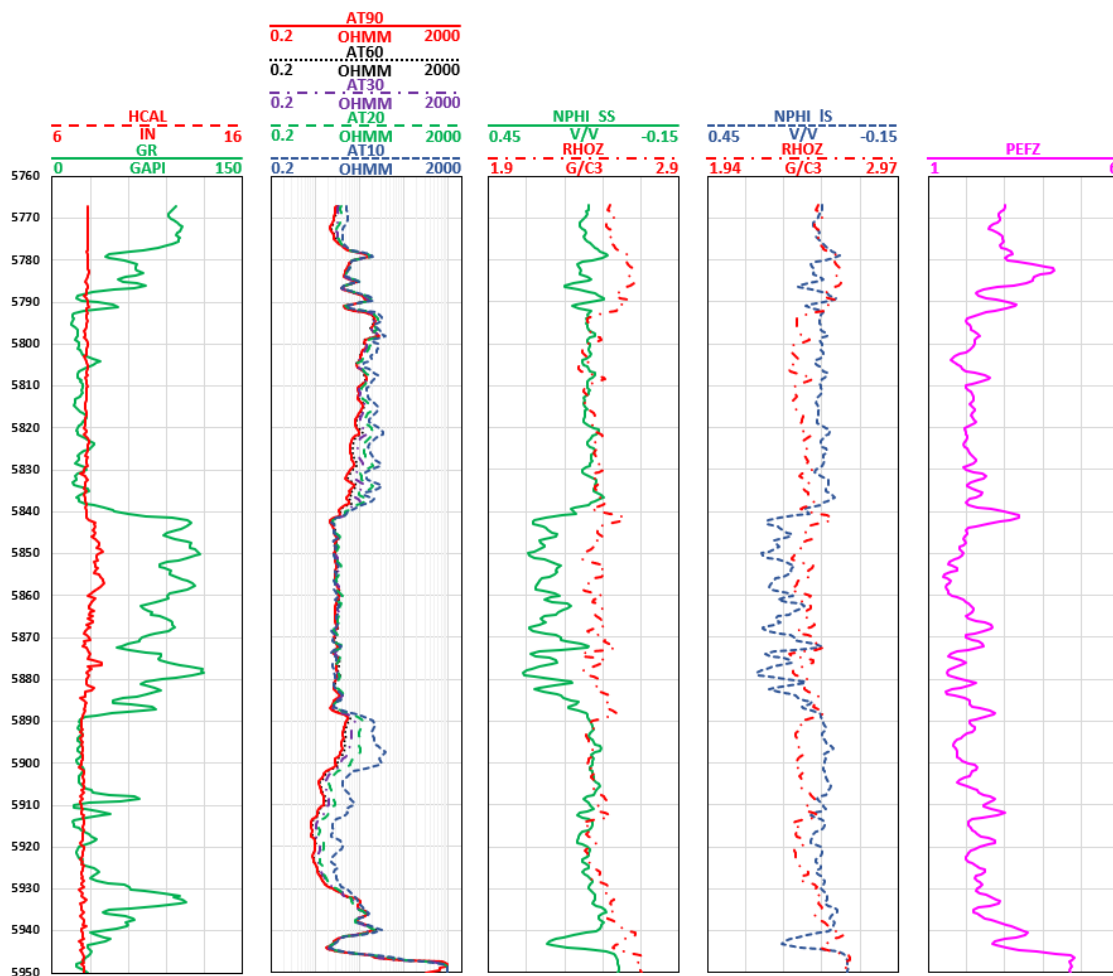 AT90
0.2 OHMM 2000
AT60
0.2 OHMM 2000
AT30
0.2 OHMM 2000
HCAL AT20 NPHI_SS NPHI_lS
6 IN 16 0.2 OHMM 2000 0.45 V/V -0.15 0.45 V/V -0.15
GR AT10 RHOZ RHOZ PEFZ
0 GAPI 150 0.2 OHMM 2000 1.9 G/C3 2.9 1.94 G/C3 2.97 1 6
5760
5770
5780
5790
5800
5810
5820
5830
5840
5850
5860
5870
5880
5890
5900
5910
5920
5930
5940
5950